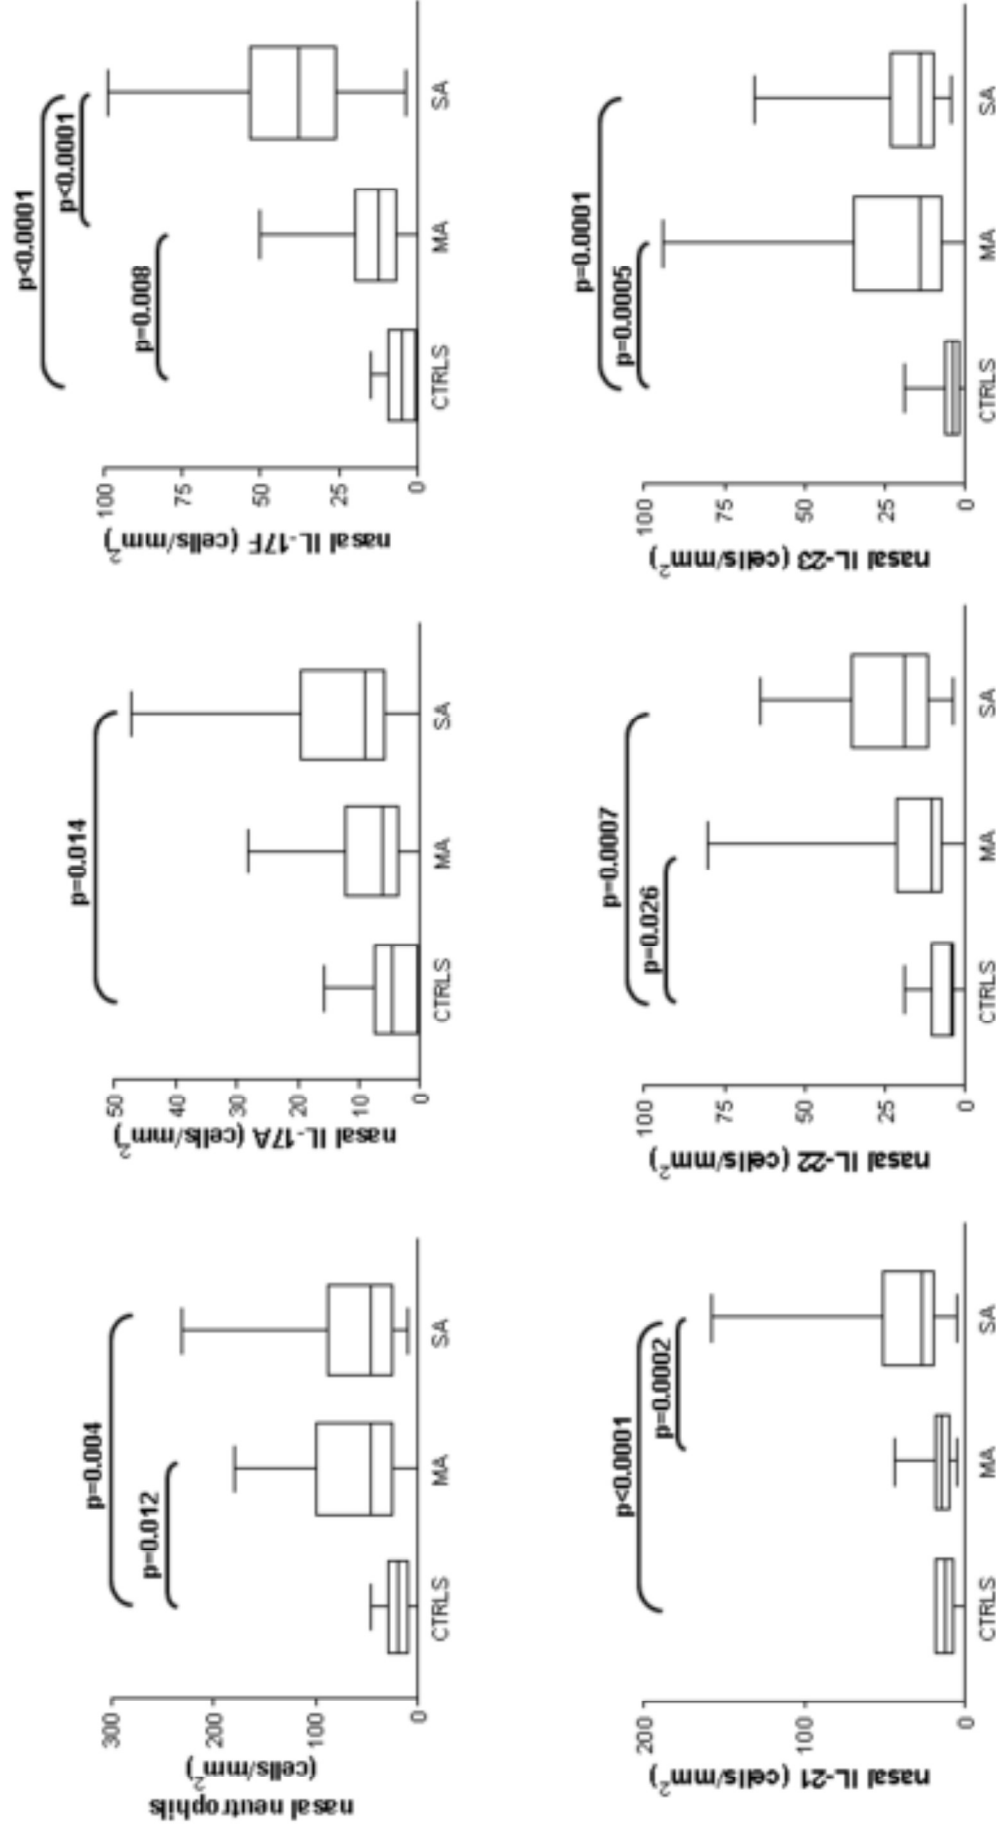 nasal neutrophils
(cells/mm²)
300
200
100
0
p=0.004
p=0.012
CTRLS
MA
SA
nasal IL-17A (cells/mm²)
50
40
30
20
10
0
p=0.014
CTRLS
MA
SA
nasal IL-17F (cells/mm²)
100
75
50
25
0
p<0.0001
p<0.0001
p=0.008
CTRLS
MA
SA
nasal IL-21 (cells/mm²)
200
100
0
p<0.0001
p=0.0002
CTRLS
MA
SA
nasal IL-22 (cells/mm²)
100
75
50
25
0
p=0.0007
p=0.026
CTRLS
MA
SA
nasal IL-23 (cells/mm²)
100
75
50
25
0
p=0.0001
p=0.0005
CTRLS
MA
SA